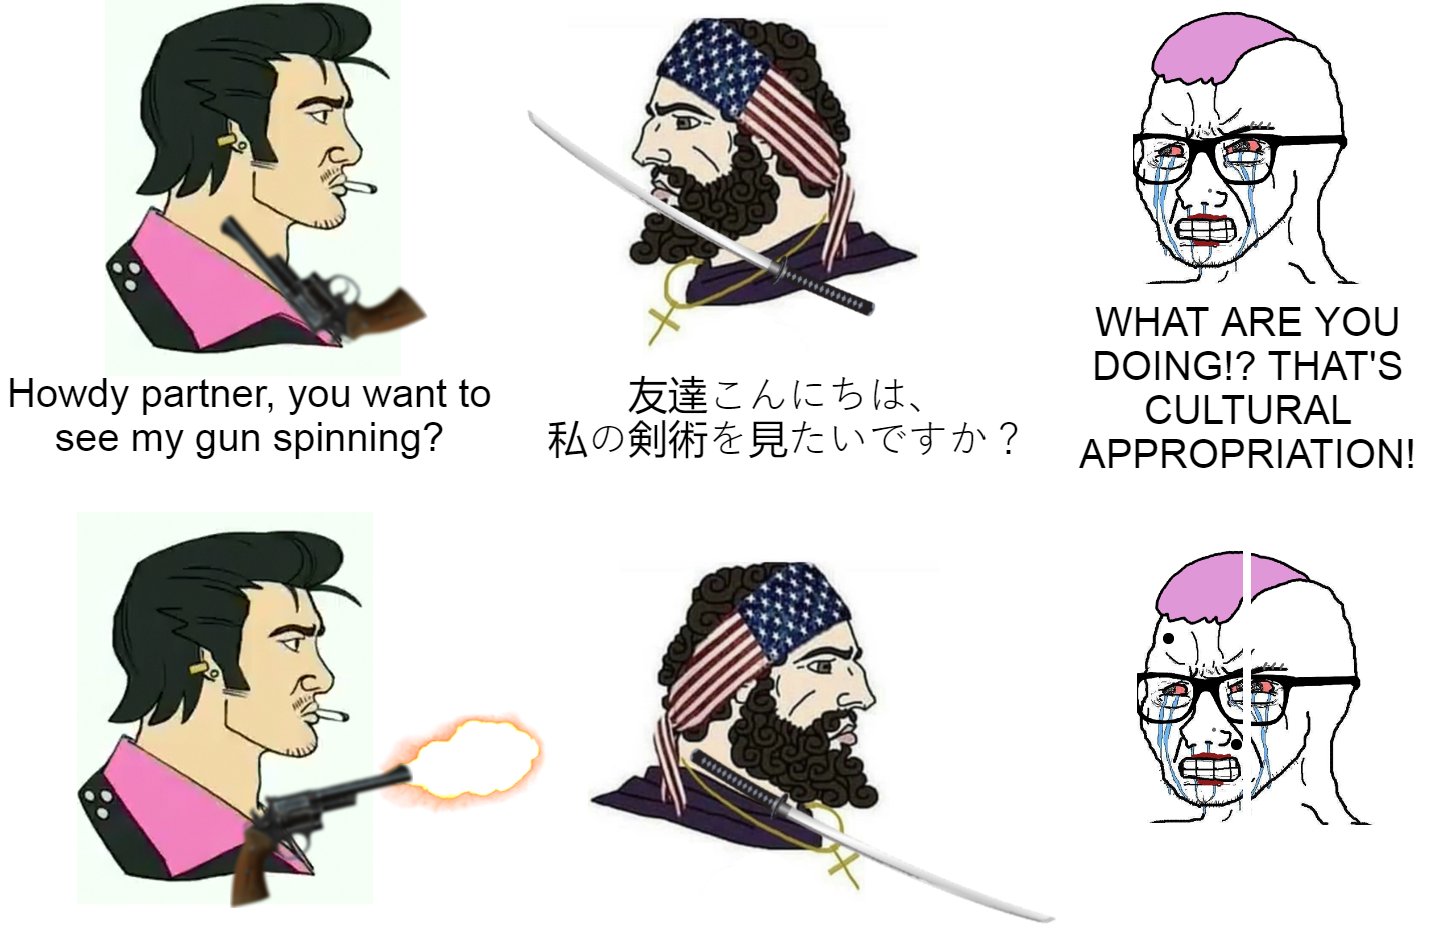 Howdy partner, you want to
see my gun spinning?
友達こんにちは、
私の剣術を見たいですか？
WHAT ARE YOU
DOING!? THAT'S
CULTURAL
APPROPRIATION!